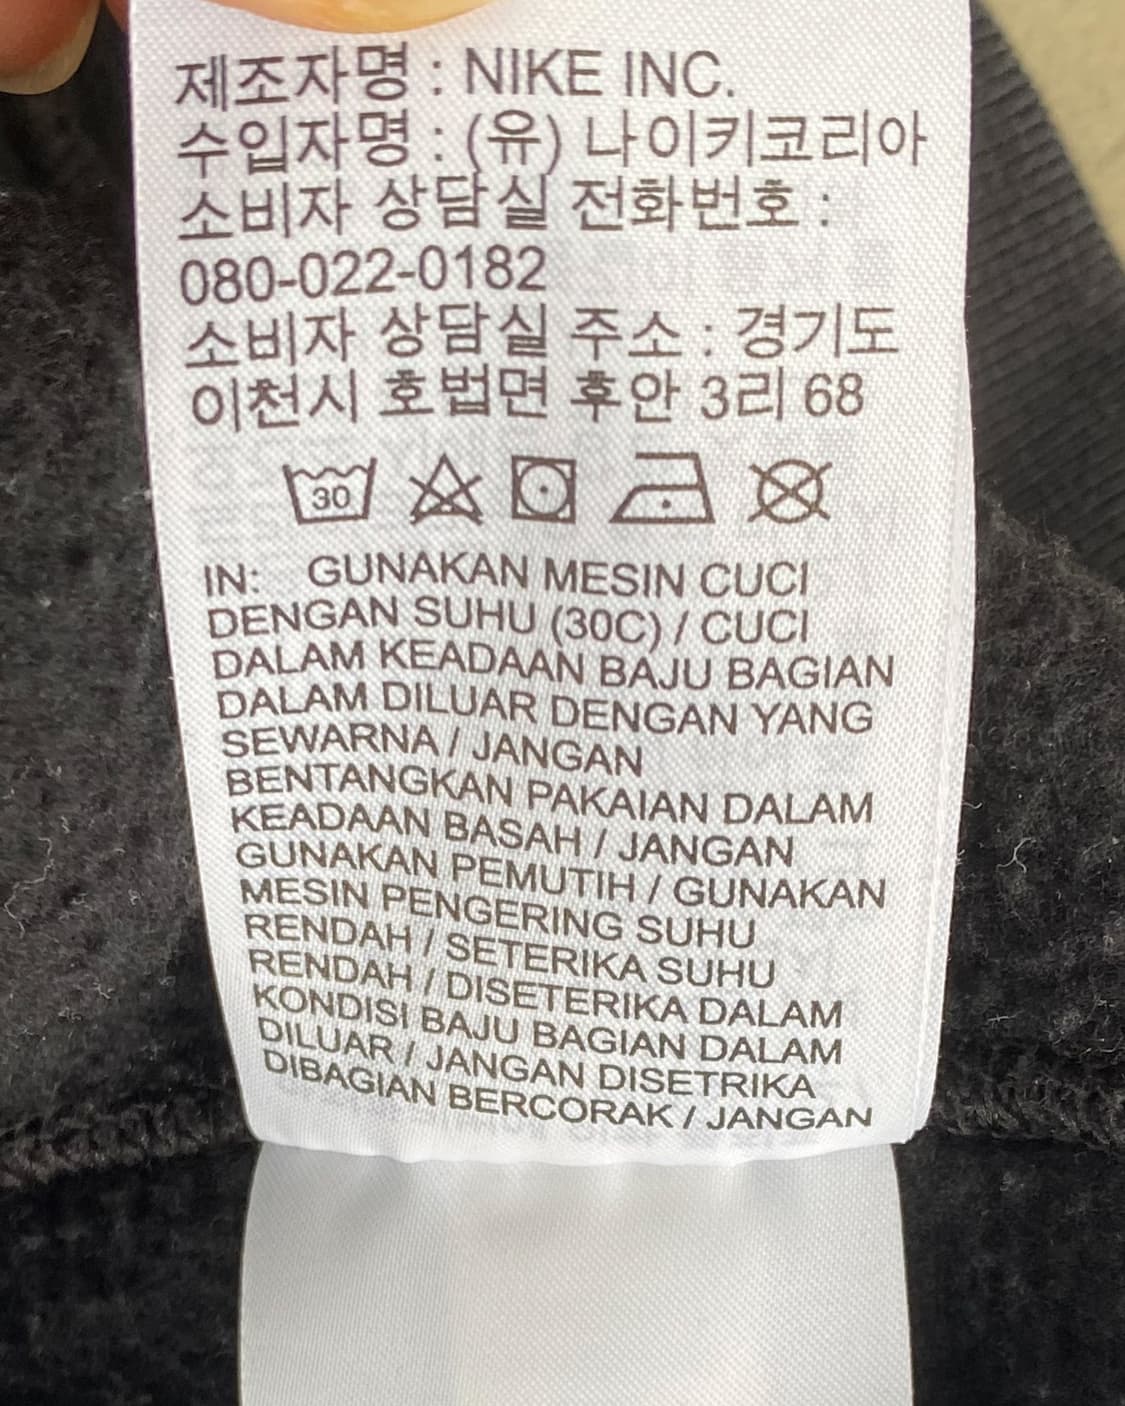 제조자명 : NIKE INC.
수입자명 : (유) 나이키코리아
소비자 상담실 전화번호 :
080-022-0182
소비자 상담실 주소 : 경기도
이천시 호법면 후안 3리 68
30
IN: GUNAKAN MESIN CUCI
DENGAN SUHU (30C) / CUCI
DALAM KEADAAN BAJU BAGIAN
DALAM DILUAR DENGAN YANG
SEWARNA / JANGAN
BENTANGKAN PAKAIAN DALAM
KEADAAN BASAH / JANGAN
GUNAKAN PEMUTIH / GUNAKAN
MESIN PENGERING SUHU
RENDAH / SETERIKA SUHU
RENDAH / DISETERIKA DALAM
KONDISI BAJU BAGIAN DALAM
DILUAR / JANGAN DISETRIKA
DIBAGIAN BERCORAK / JANGAN